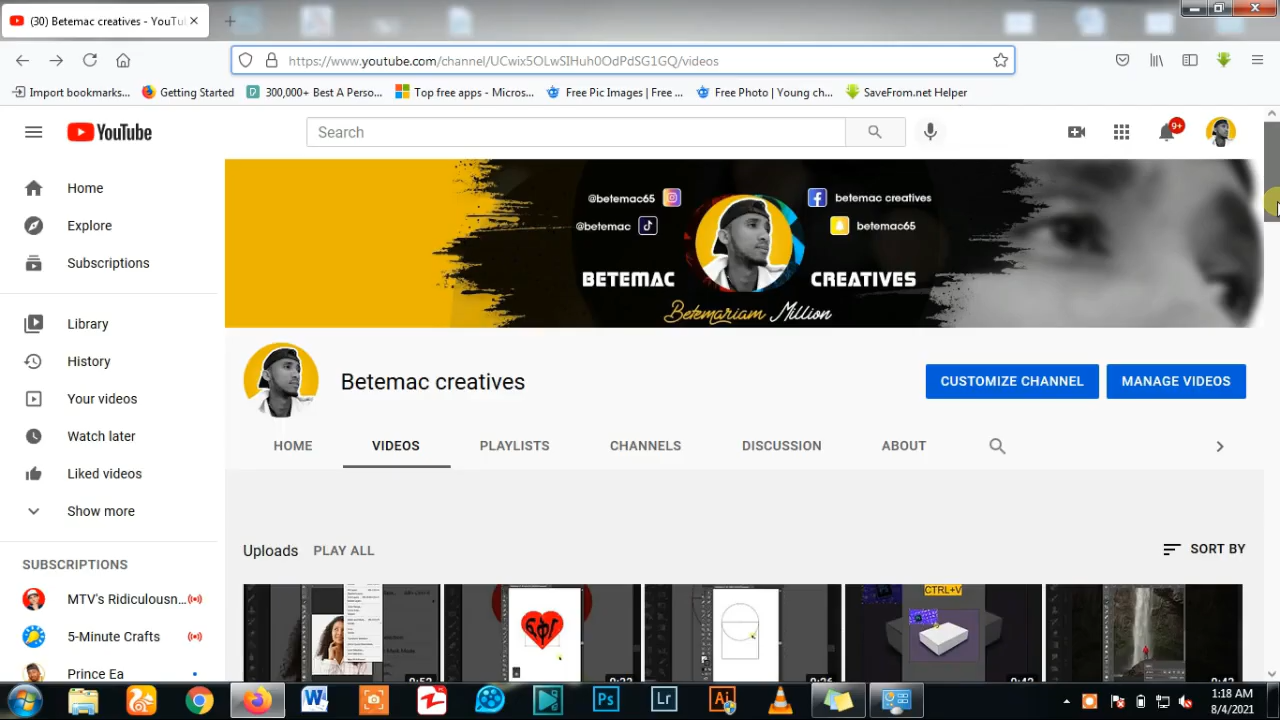 (30) Betemac creatives - YouTu
https://www.youtube.com/channel/UCwix5OLwSIHuh0OdPdSG1GQ/videos
Import bookmarks... Getting Started 300,000+ Best A Perso... Top free apps - Micros... Free Pic Images | Free ... Free Photo | Young ch... SaveFrom.net Helper
YouTube
Search
9+
Home
Explore
Subscriptions
Library
History
Your videos
Watch later
Liked videos
Show more
SUBSCRIPTIONS
MTV's Ridiculousn...
5-Minute Crafts
Prince Ea
@betemac65 betemac creatives
@betemac betemac65
BETEMAC CREATIVES
Betemariam Million
Betemac creatives
CUSTOMIZE CHANNEL MANAGE VIDEOS
HOME VIDEOS PLAYLISTS CHANNELS DISCUSSION ABOUT
Uploads PLAY ALL SORT BY
CTRL+V
Ps Lr Ai
1:18 AM
8/4/2021